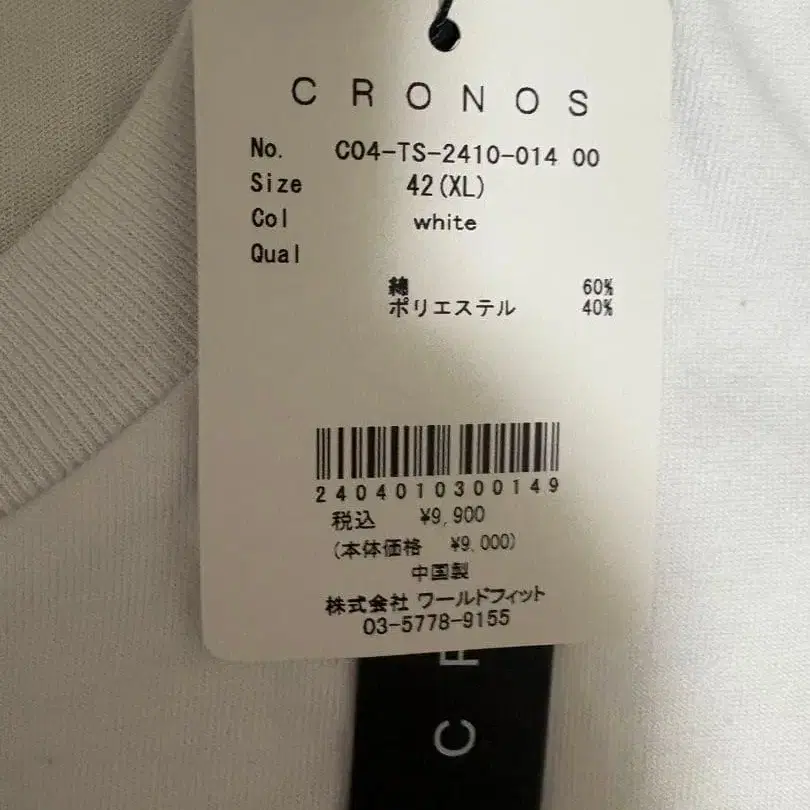 CRONOS
No. C04-TS-2410-014 00
Size 42(XL)
Col white
Qual
綿 60%
ポリエステル 40%
2404010300149
税込 ¥9,900
(本体価格 ¥9,000)
中国製
株式会社 ワールドフィット
03-5778-9155
C R